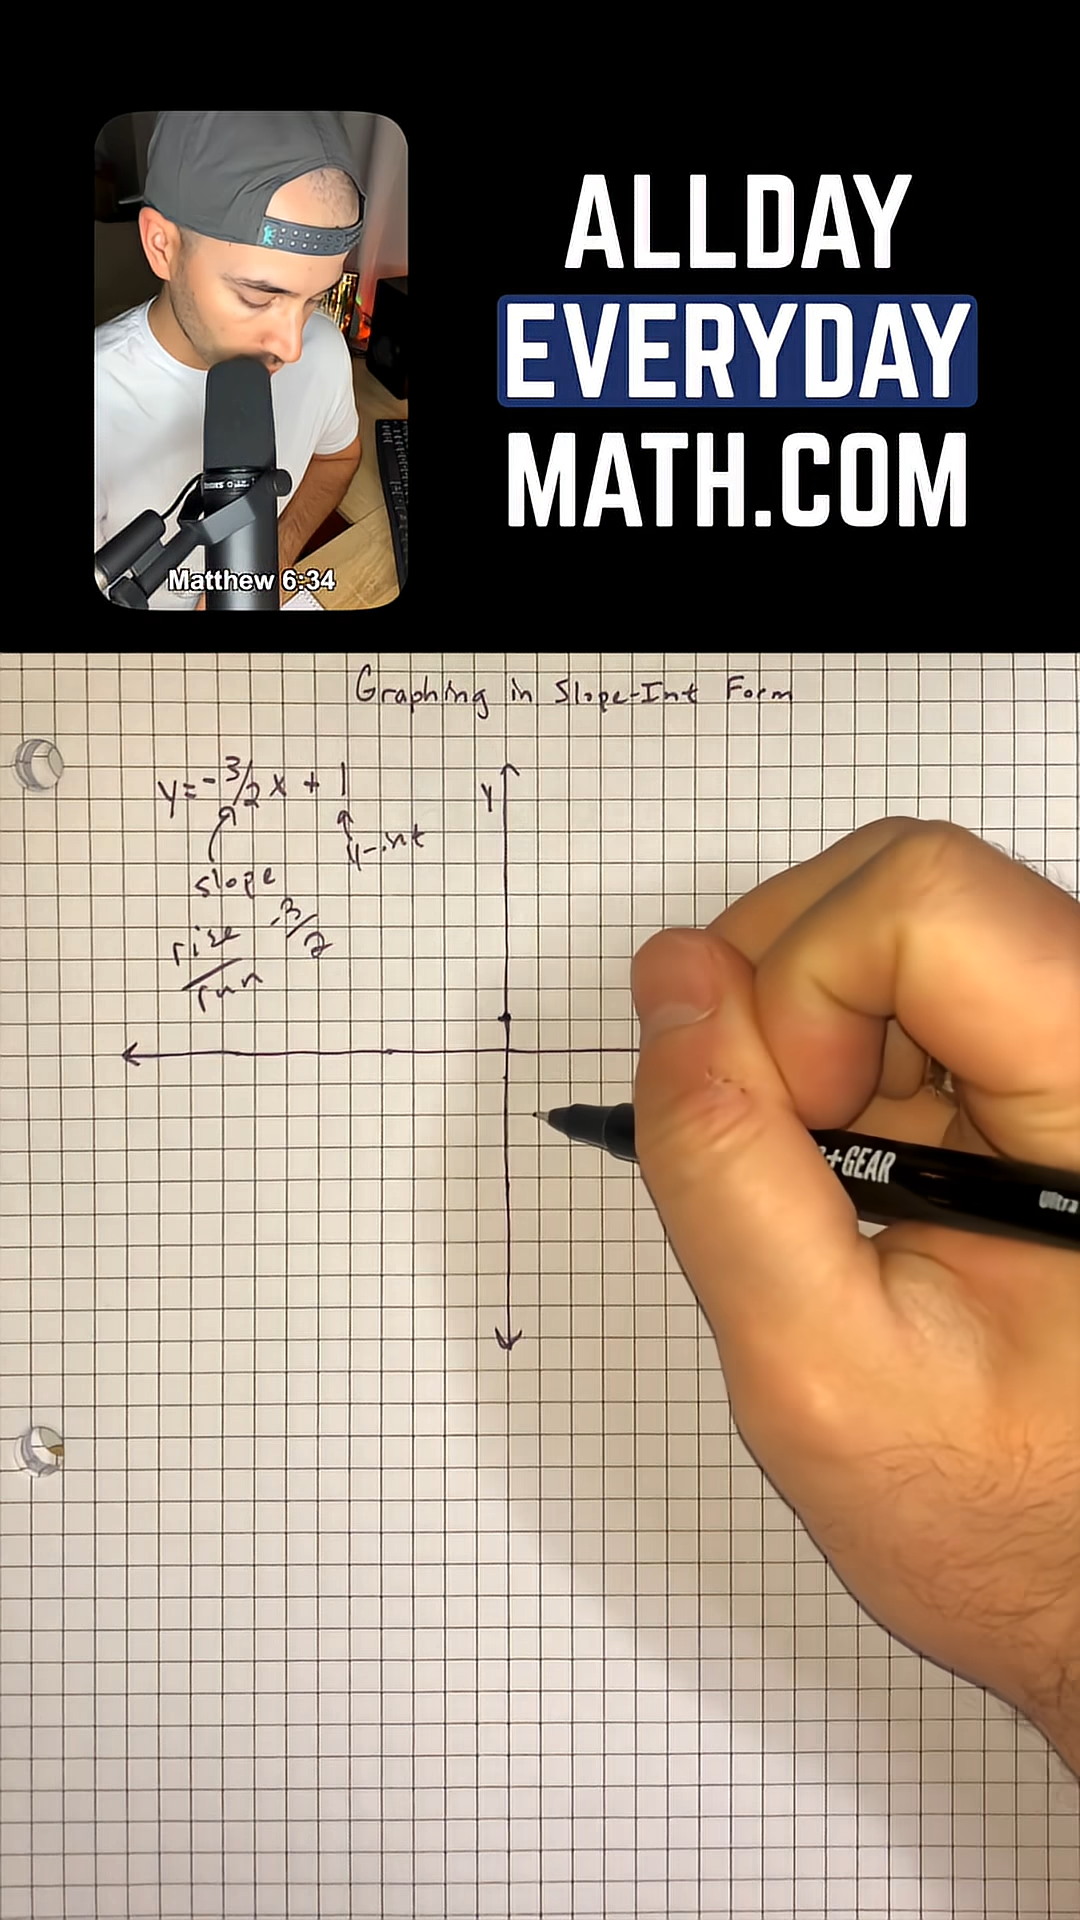 ALLDAY
EVERYDAY
MATH.COM
Matthew 6:34
Graphing in Slope-Int Form
y=-3/2x + 1
y-int
slope
rise/run -3/2
Y
+GEAR
Ultra